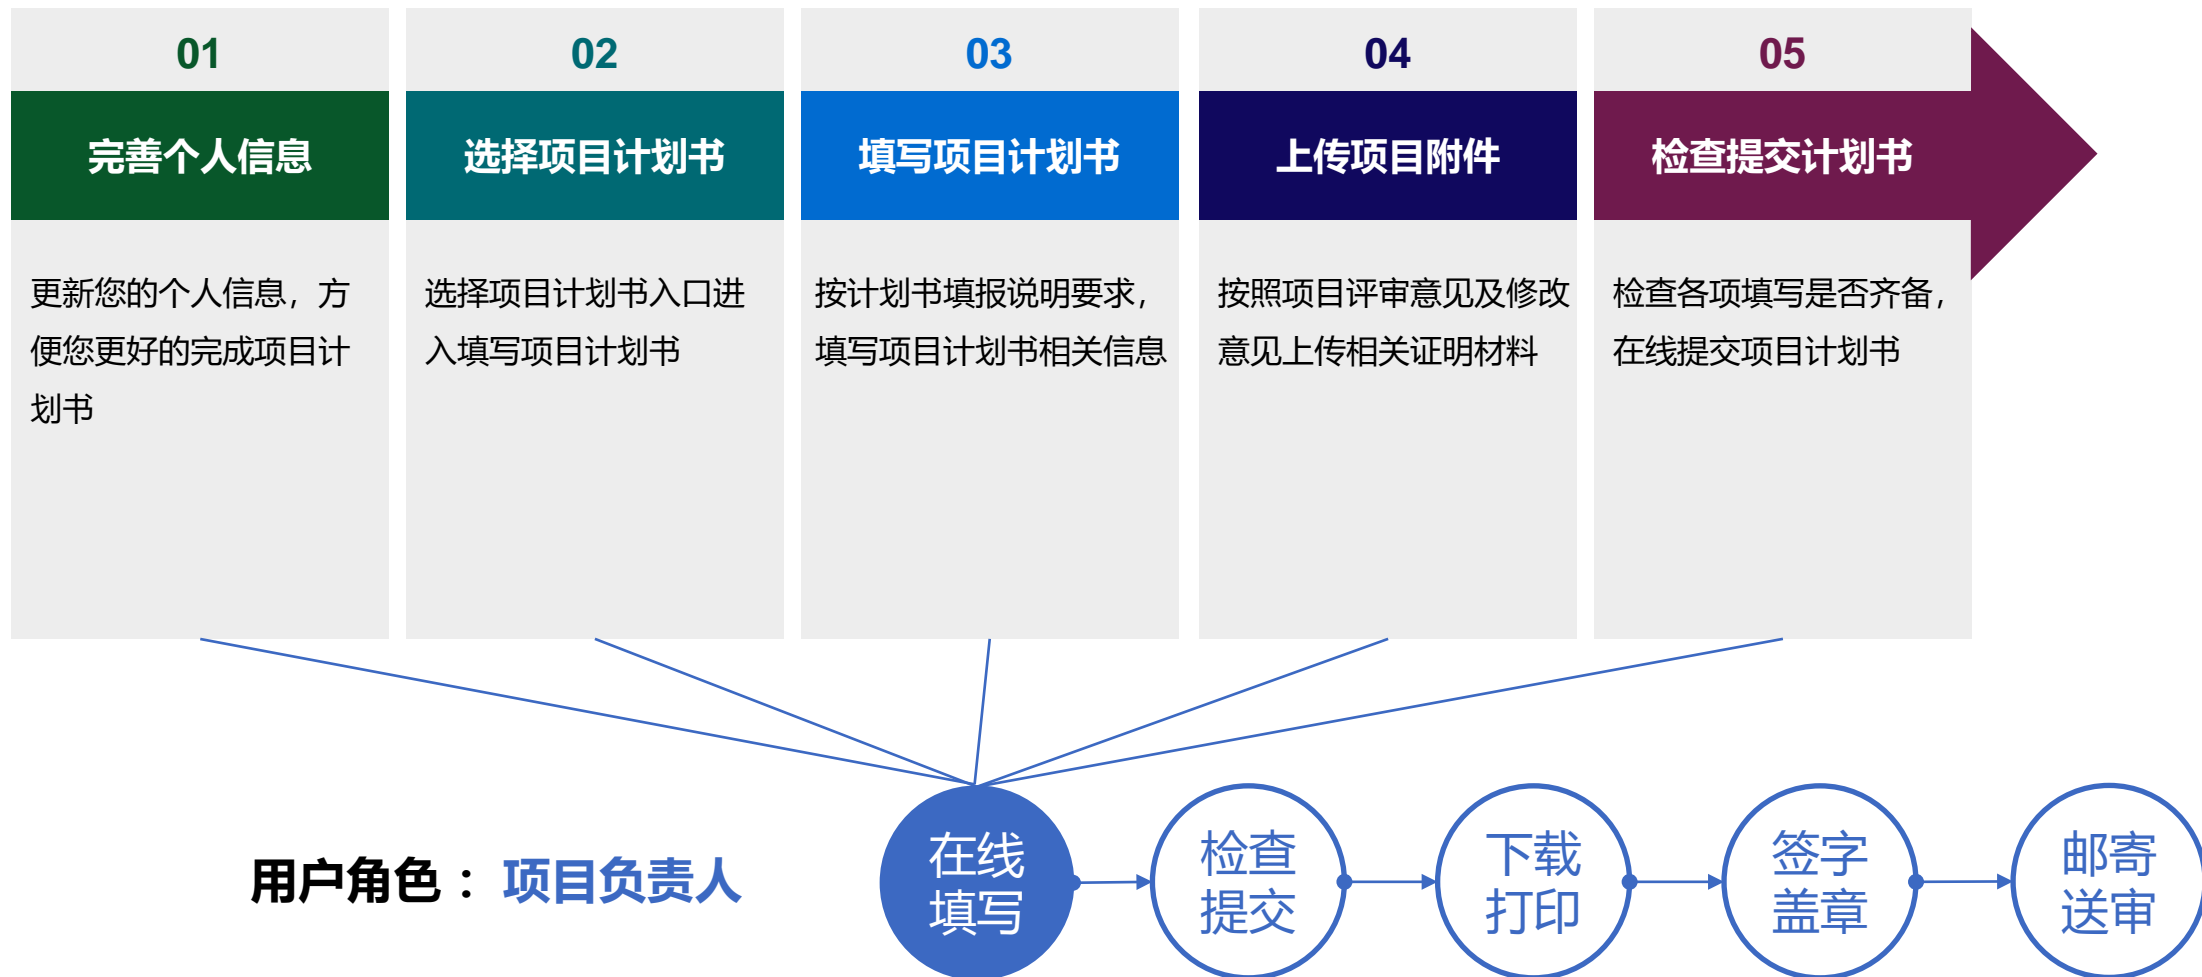 01
完善个人信息
更新您的个人信息，方
便您更好的完成项目计
划书
02
选择项目计划书
选择项目计划书入口进
入填写项目计划书
03
填写项目计划书
按计划书填报说明要求，
填写项目计划书相关信息
04
上传项目附件
按照项目评审意见及修改
意见上传相关证明材料
05
检查提交计划书
检查各项填写是否齐备，
在线提交项目计划书
用户角色：项目负责人
在线
填写
检查
提交
下载
打印
签字
盖章
邮寄
送审